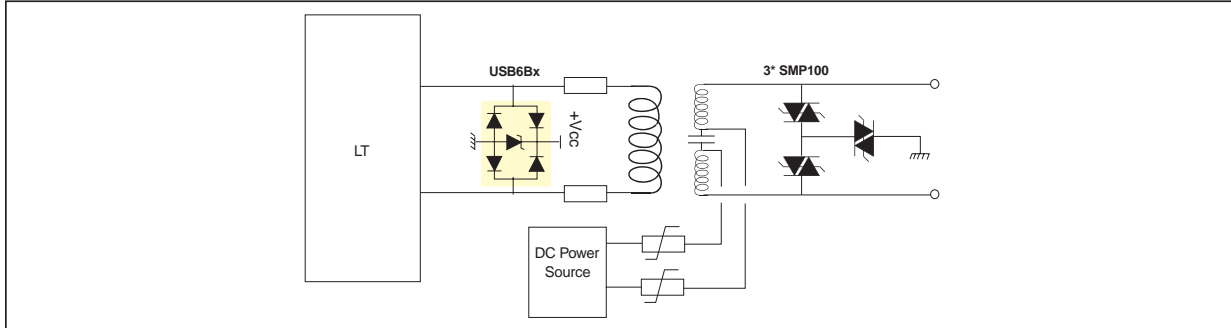 USB6Bx
3* SMP100
+Vcc
LT
DC Power
Source